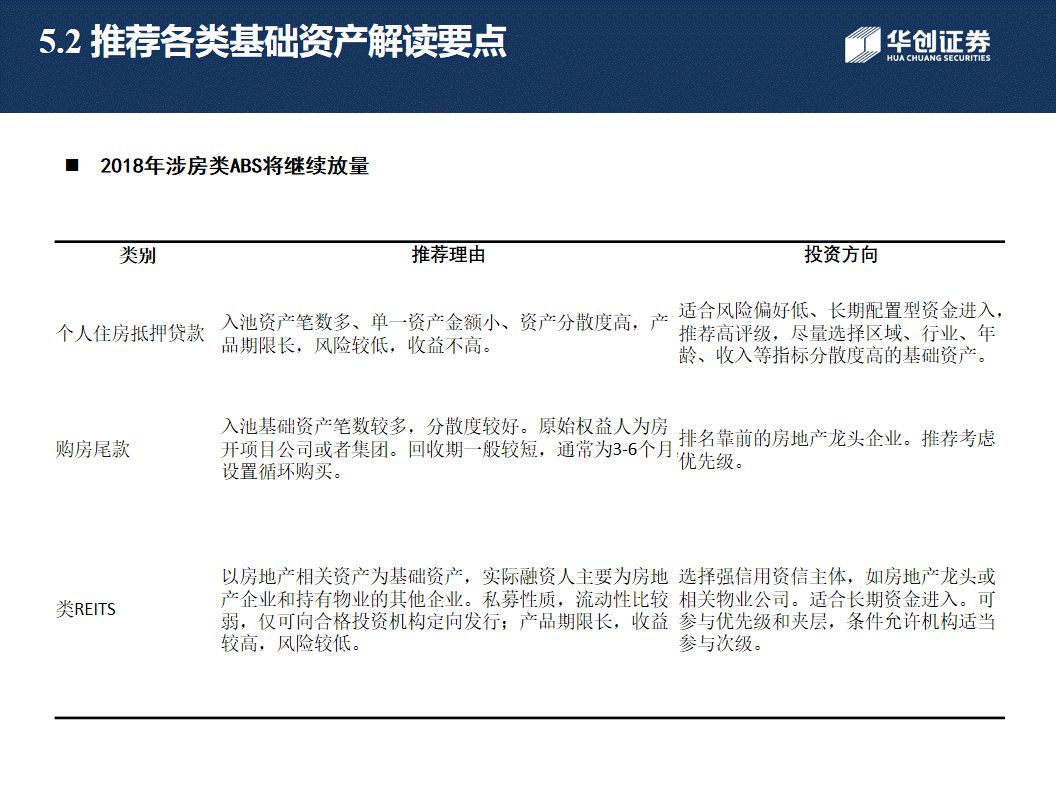 5.2 推荐各类基础资产解读要点
华创证券
HUA CHUANG SECURITIES
■ 2018年涉房类ABS将继续放量
类别 推荐理由 投资方向
个人住房抵押贷款
入池资产笔数多、单一资产金额小、资产分散度高，产
品期限长，风险较低，收益不高。
适合风险偏好低、长期配置型资金进入，
推荐高评级，尽量选择区域、行业、年
龄、收入等指标分散度高的基础资产。
购房尾款
入池基础资产笔数较多，分散度较好。原始权益人为房
开项目公司或者集团。回收期一般较短，通常为3-6个月，
设置循环购买。
排名靠前的房地产龙头企业。推荐考虑
优先级。
类REITS
以房地产相关资产为基础资产，实际融资人主要为房地
产企业和持有物业的其他企业。私募性质，流动性比较
弱，仅可向合格投资机构定向发行；产品期限长，收益
较高，风险较低。
选择强信用资信主体，如房地产龙头或
相关物业公司。适合长期资金进入。可
参与优先级和夹层，条件允许机构适当
参与次级。